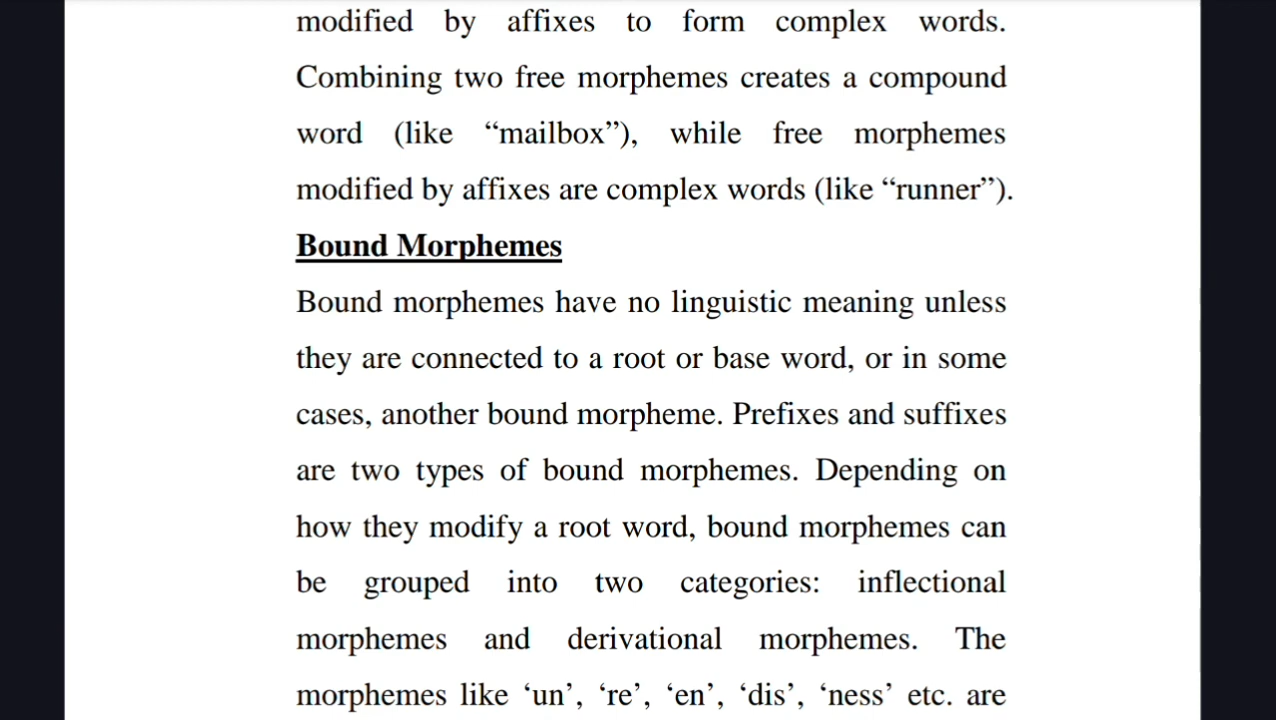 modified by affixes to form complex words.
Combining two free morphemes creates a compound
word (like “mailbox”), while free morphemes
modified by affixes are complex words (like “runner”).
Bound Morphemes
Bound morphemes have no linguistic meaning unless
they are connected to a root or base word, or in some
cases, another bound morpheme. Prefixes and suffixes
are two types of bound morphemes. Depending on
how they modify a root word, bound morphemes can
be grouped into two categories: inflectional
morphemes and derivational morphemes. The
morphemes like ‘un’, ‘re’, ‘en’, ‘dis’, ‘ness’ etc. are